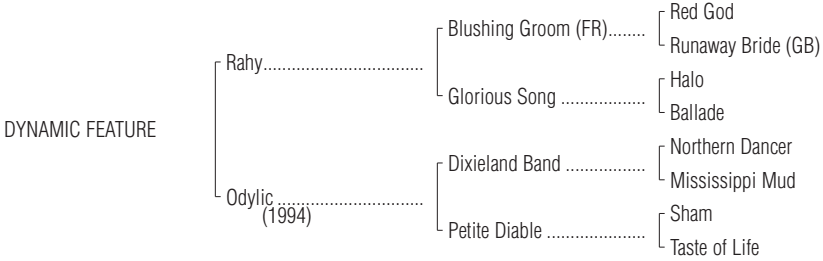 Red God
Blushing Groom (FR)........
Runaway Bride (GB)
Rahy................................
Halo
Glorious Song .................
Ballade
DYNAMIC FEATURE
Northern Dancer
Dixieland Band ................
Mississippi Mud
Odylic .............................
(1994)
Sham
Petite Diable ....................
Taste of Life